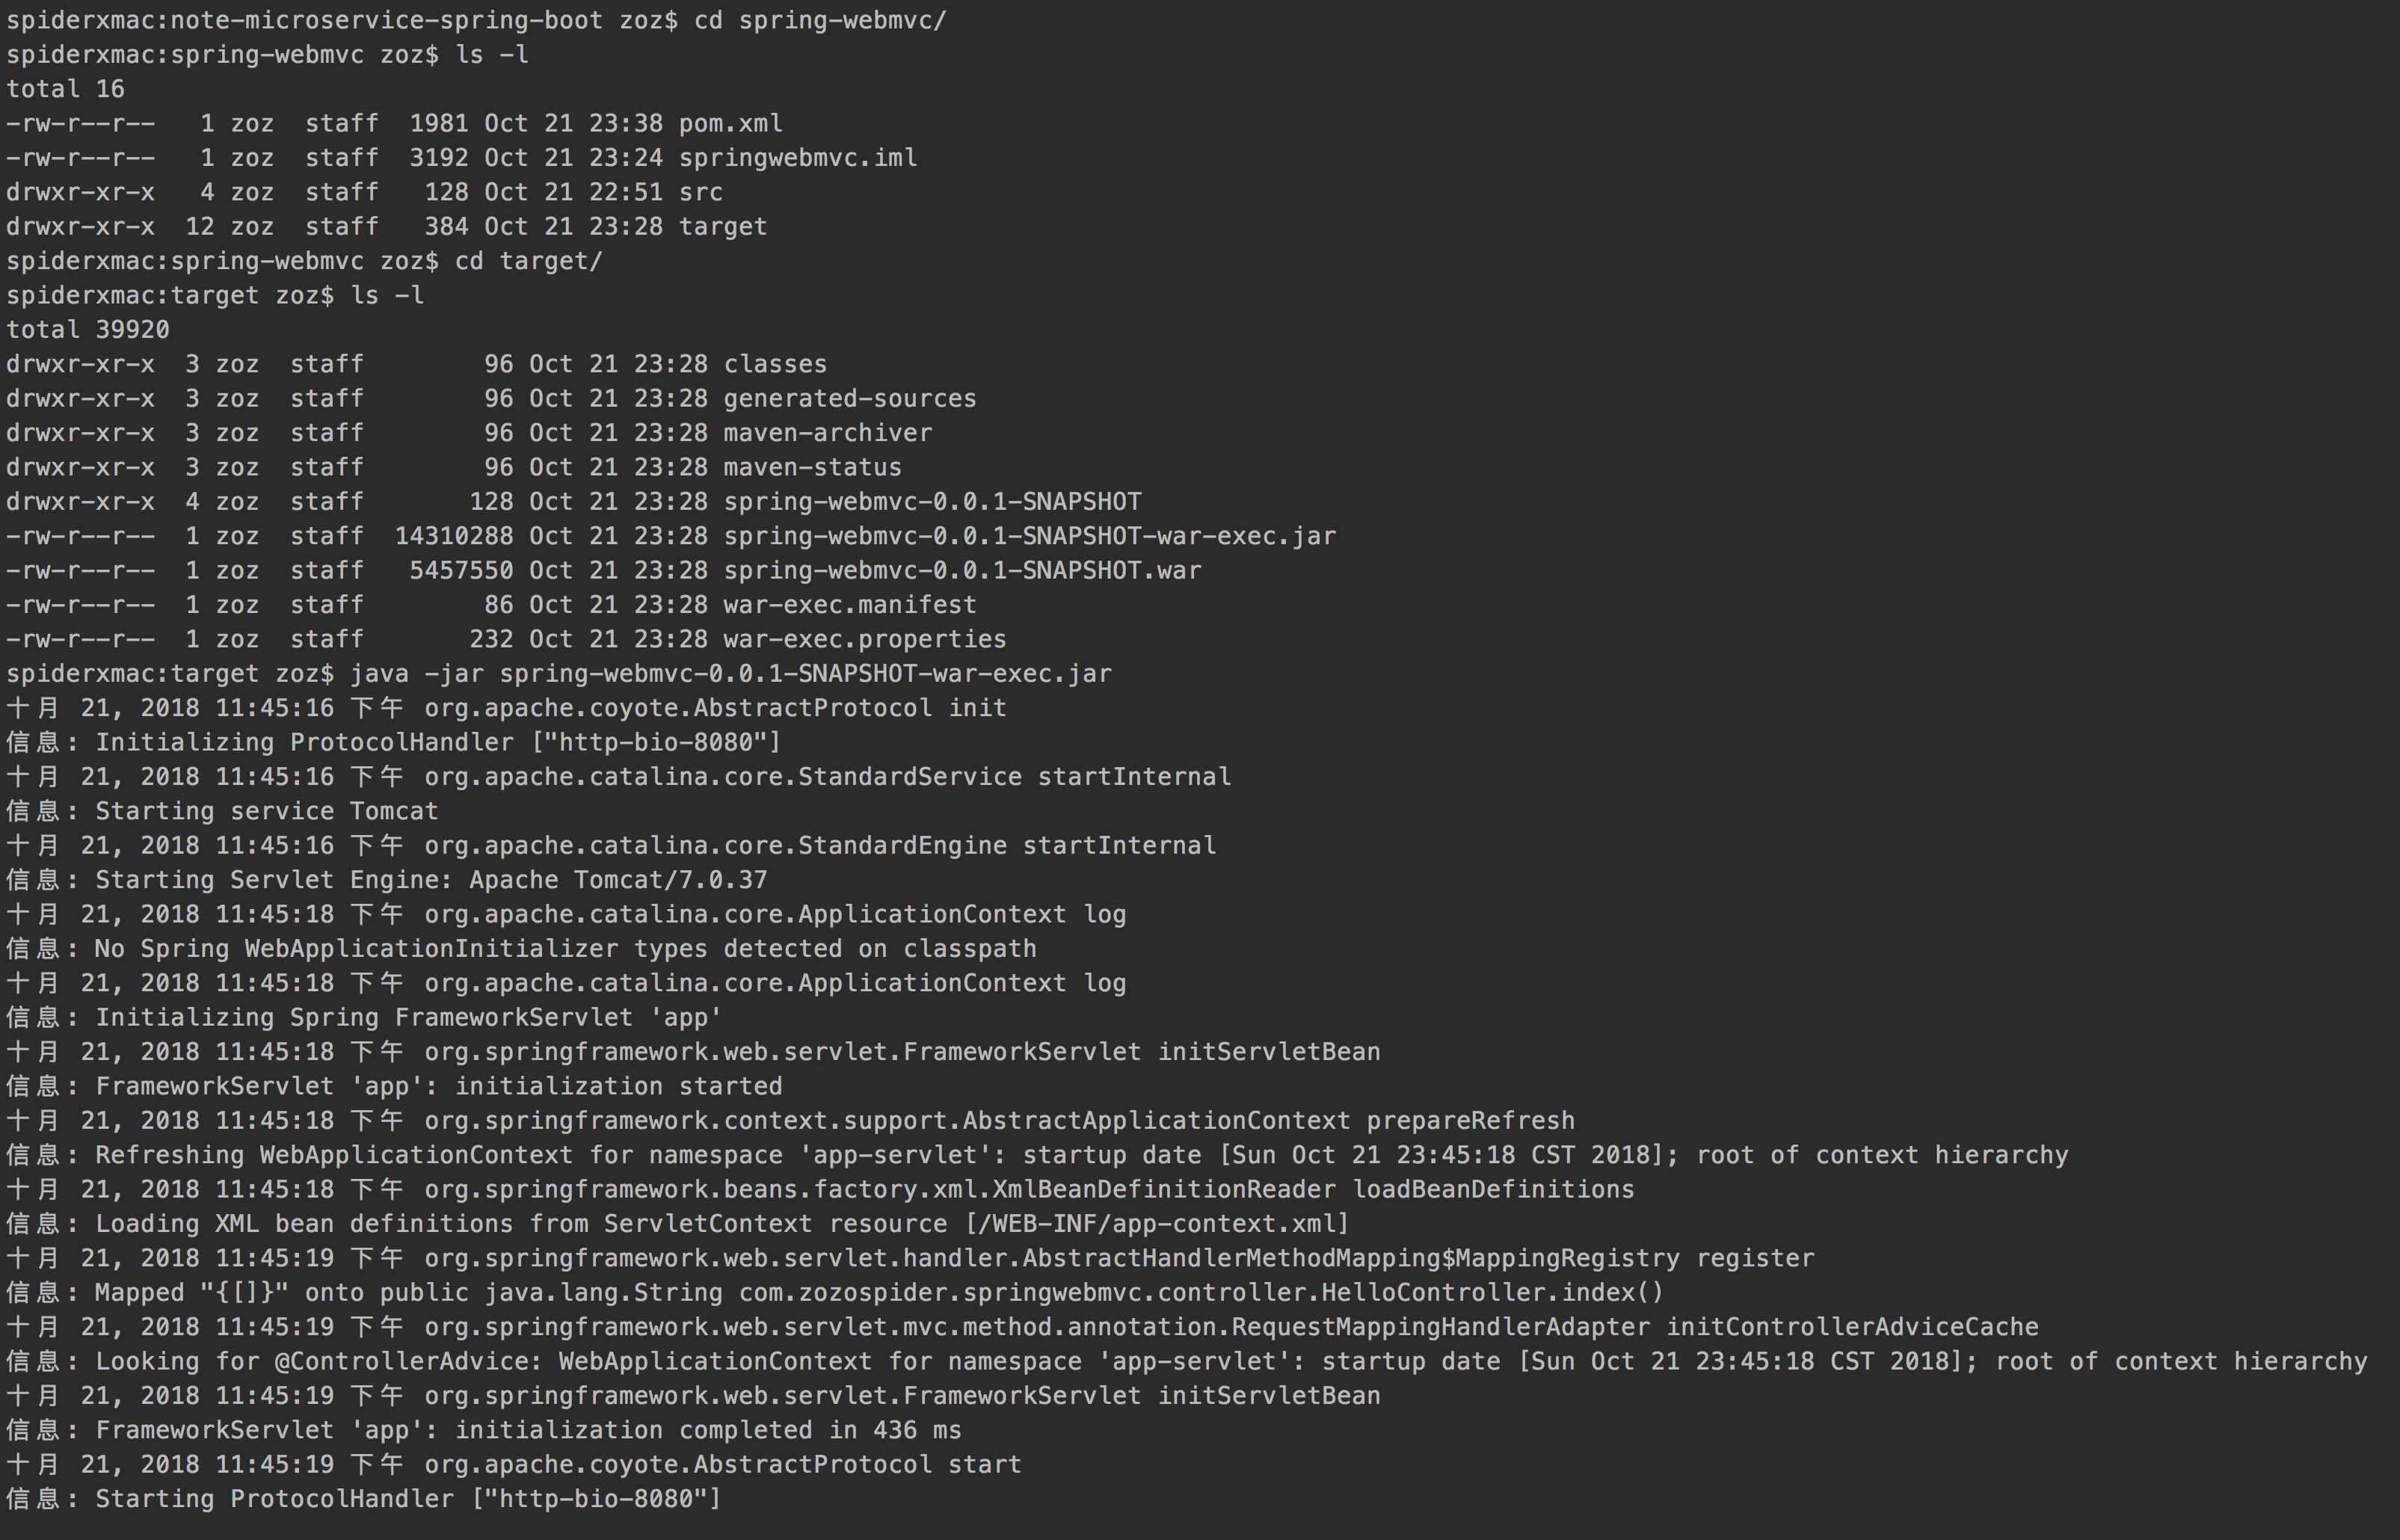 spiderxmac:note-microservice-spring-boot zoz$ cd spring-webmvc/
spiderxmac:spring-webmvc zoz$ ls -l
total 16
-rw-r--r--   1 zoz  staff  1981 Oct 21 23:38 pom.xml
-rw-r--r--   1 zoz  staff  3192 Oct 21 23:24 springwebmvc.iml
drwxr-xr-x   4 zoz  staff   128 Oct 21 22:51 src
drwxr-xr-x  12 zoz  staff   384 Oct 21 23:28 target
spiderxmac:spring-webmvc zoz$ cd target/
spiderxmac:target zoz$ ls -l
total 39920
drwxr-xr-x  3 zoz  staff        96 Oct 21 23:28 classes
drwxr-xr-x  3 zoz  staff        96 Oct 21 23:28 generated-sources
drwxr-xr-x  3 zoz  staff        96 Oct 21 23:28 maven-archiver
drwxr-xr-x  3 zoz  staff        96 Oct 21 23:28 maven-status
drwxr-xr-x  4 zoz  staff       128 Oct 21 23:28 spring-webmvc-0.0.1-SNAPSHOT
-rw-r--r--  1 zoz  staff  14310288 Oct 21 23:28 spring-webmvc-0.0.1-SNAPSHOT-war-exec.jar
-rw-r--r--  1 zoz  staff   5457550 Oct 21 23:28 spring-webmvc-0.0.1-SNAPSHOT.war
-rw-r--r--  1 zoz  staff        86 Oct 21 23:28 war-exec.manifest
-rw-r--r--  1 zoz  staff       232 Oct 21 23:28 war-exec.properties
spiderxmac:target zoz$ java -jar spring-webmvc-0.0.1-SNAPSHOT-war-exec.jar
十月 21, 2018 11:45:16 下午 org.apache.coyote.AbstractProtocol init
信息: Initializing ProtocolHandler ["http-bio-8080"]
十月 21, 2018 11:45:16 下午 org.apache.catalina.core.StandardService startInternal
信息: Starting service Tomcat
十月 21, 2018 11:45:16 下午 org.apache.catalina.core.StandardEngine startInternal
信息: Starting Servlet Engine: Apache Tomcat/7.0.37
十月 21, 2018 11:45:18 下午 org.apache.catalina.core.ApplicationContext log
信息: No Spring WebApplicationInitializer types detected on classpath
十月 21, 2018 11:45:18 下午 org.apache.catalina.core.ApplicationContext log
信息: Initializing Spring FrameworkServlet 'app'
十月 21, 2018 11:45:18 下午 org.springframework.web.servlet.FrameworkServlet initServletBean
信息: FrameworkServlet 'app': initialization started
十月 21, 2018 11:45:18 下午 org.springframework.context.support.AbstractApplicationContext prepareRefresh
信息: Refreshing WebApplicationContext for namespace 'app-servlet': startup date [Sun Oct 21 23:45:18 CST 2018]; root of context hierarchy
十月 21, 2018 11:45:18 下午 org.springframework.beans.factory.xml.XmlBeanDefinitionReader loadBeanDefinitions
信息: Loading XML bean definitions from ServletContext resource [/WEB-INF/app-context.xml]
十月 21, 2018 11:45:19 下午 org.springframework.web.servlet.handler.AbstractHandlerMethodMapping$MappingRegistry register
信息: Mapped "{[]}" onto public java.lang.String com.zozospider.springwebmvc.controller.HelloController.index()
十月 21, 2018 11:45:19 下午 org.springframework.web.servlet.mvc.method.annotation.RequestMappingHandlerAdapter initControllerAdviceCache
信息: Looking for @ControllerAdvice: WebApplicationContext for namespace 'app-servlet': startup date [Sun Oct 21 23:45:18 CST 2018]; root of context hierarchy
十月 21, 2018 11:45:19 下午 org.springframework.web.servlet.FrameworkServlet initServletBean
信息: FrameworkServlet 'app': initialization completed in 436 ms
十月 21, 2018 11:45:19 下午 org.apache.coyote.AbstractProtocol start
信息: Starting ProtocolHandler ["http-bio-8080"]